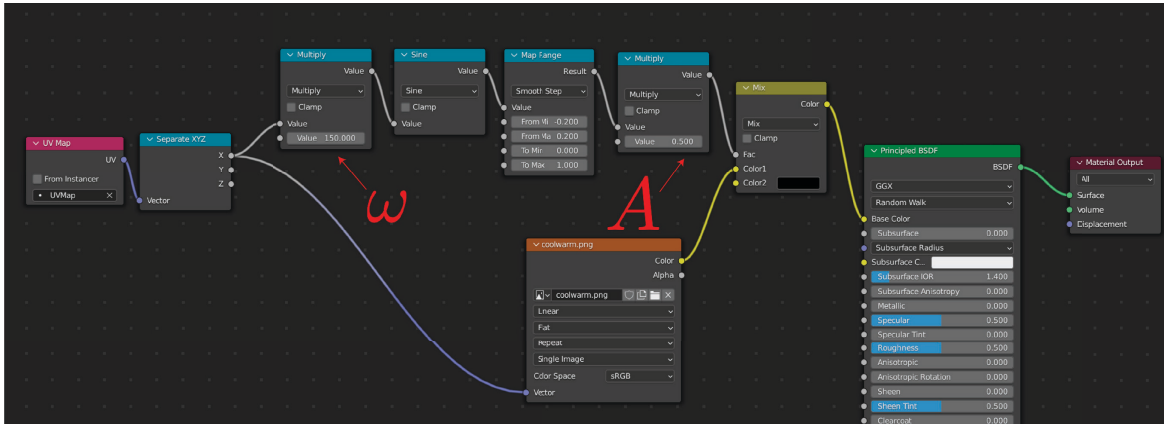 UV Map
UV
From Instancer
UVMap
Separate XYZ
X
Y
Z
Vector
Multiply
Value
Multiply
Clamp
Value
Value 150.000
Sine
Value
Sine
Clamp
Value
Map Range
Result
Smooth Step
Value
From Mi -0.200
From Ma 0.200
To Min 0.000
To Max 1.000
Multiply
Value
Multiply
Clamp
Value
Value 0.500
Mix
Color
Mix
Clamp
Fac
Color1
Color2
ω
A
coolwarm.png
Color
Alpha
coolwarm.png
Linear
Flat
Repeat
Single Image
Color Space sRGB
Vector
Principled BSDF
BSDF
GGX
Random Walk
Base Color
Subsurface 0.000
Subsurface Radius
Subsurface C...
Subsurface IOR 1.400
Subsurface Anisotropy 0.000
Metallic 0.000
Specular 0.500
Specular Tint 0.000
Roughness 0.500
Anisotropic 0.000
Anisotropic Rotation 0.000
Sheen 0.000
Sheen Tint 0.500
Clearcoat 0.000
Material Output
All
Surface
Volume
Displacement